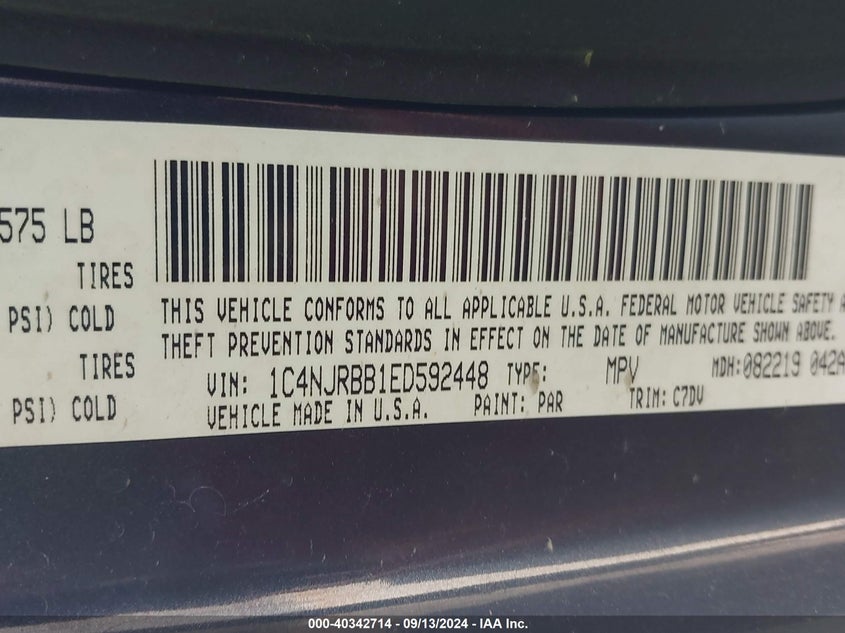 575 LB
TIRES
PSI) COLD
TIRES
PSI) COLD
THIS VEHICLE CONFORMS TO ALL APPLICABLE U.S.A. FEDERAL MOTOR VEHICLE SAFETY A
THEFT PREVENTION STANDARDS IN EFFECT ON THE DATE OF MANUFACTURE SHOWN ABOVE.
VIN: 1C4NJRBB1ED592448 TYPE: MPV MDH:082219 042A
VEHICLE MADE IN U.S.A. PAINT: PAR TRIM: C7DV
000-40342714 - 09/13/2024 - IAA Inc.